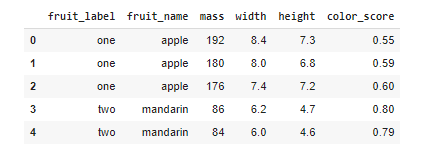 fruit_label fruit_name mass width height color_score
0 one apple 192 8.4 7.3 0.55
1 one apple 180 8.0 6.8 0.59
2 one apple 176 7.4 7.2 0.60
3 two mandarin 86 6.2 4.7 0.80
4 two mandarin 84 6.0 4.6 0.79